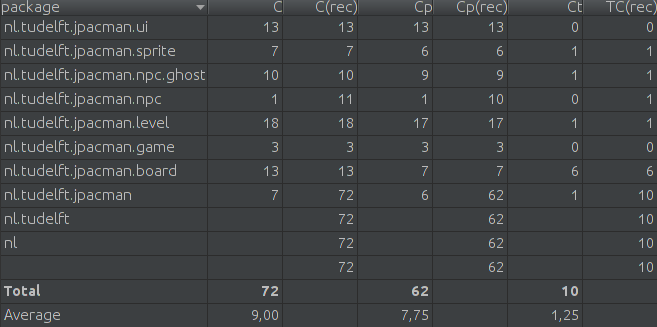 package C C(rec) Cp Cp(rec) Ct TC(rec)
nl.tudelft.jpacman.ui 13 13 13 13 0 0
nl.tudelft.jpacman.sprite 7 7 6 6 1 1
nl.tudelft.jpacman.npc.ghost 10 10 9 9 1 1
nl.tudelft.jpacman.npc 1 11 1 10 0 1
nl.tudelft.jpacman.level 18 18 17 17 1 1
nl.tudelft.jpacman.game 3 3 3 3 0 0
nl.tudelft.jpacman.board 13 13 7 7 6 6
nl.tudelft.jpacman 7 72 6 62 1 10
nl.tudelft 72 62 10
nl 72 62 10
72 62 10
Total 72 62 10
Average 9,00 7,75 1,25